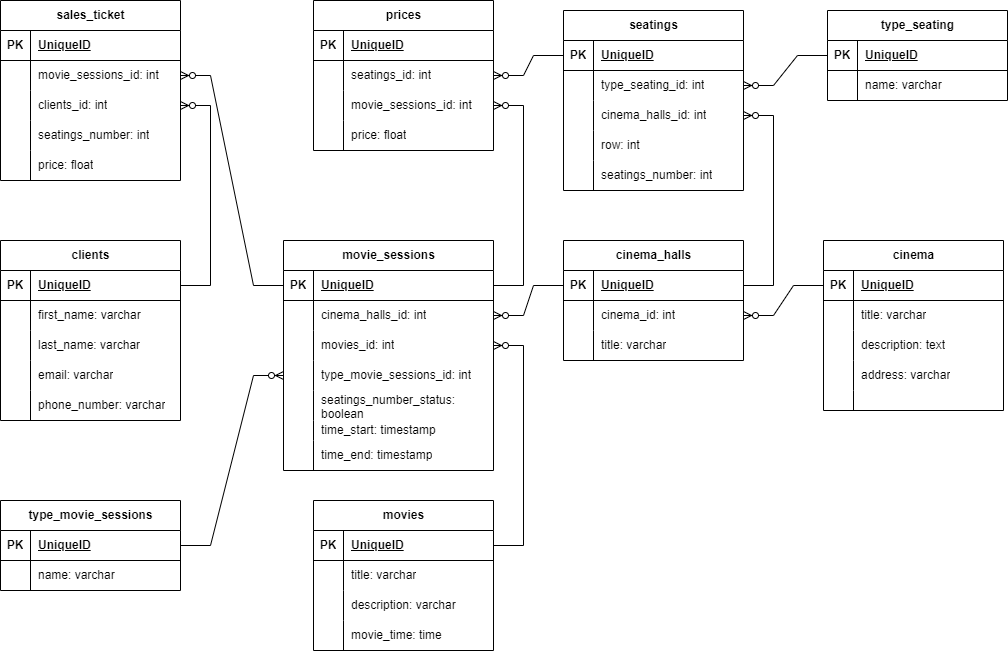 sales_ticket
PK UniqueID
movie_sessions_id: int
clients_id: int
seatings_number: int
price: float
prices
PK UniqueID
seatings_id: int
movie_sessions_id: int
price: float
seatings
PK UniqueID
type_seating_id: int
cinema_halls_id: int
row: int
seatings_number: int
type_seating
PK UniqueID
name: varchar
clients
PK UniqueID
first_name: varchar
last_name: varchar
email: varchar
phone_number: varchar
movie_sessions
PK UniqueID
cinema_halls_id: int
movies_id: int
type_movie_sessions_id: int
seatings_number_status:
boolean
time_start: timestamp
time_end: timestamp
cinema_halls
PK UniqueID
cinema_id: int
title: varchar
cinema
PK UniqueID
title: varchar
description: text
address: varchar
type_movie_sessions
PK UniqueID
name: varchar
movies
PK UniqueID
title: varchar
description: varchar
movie_time: time